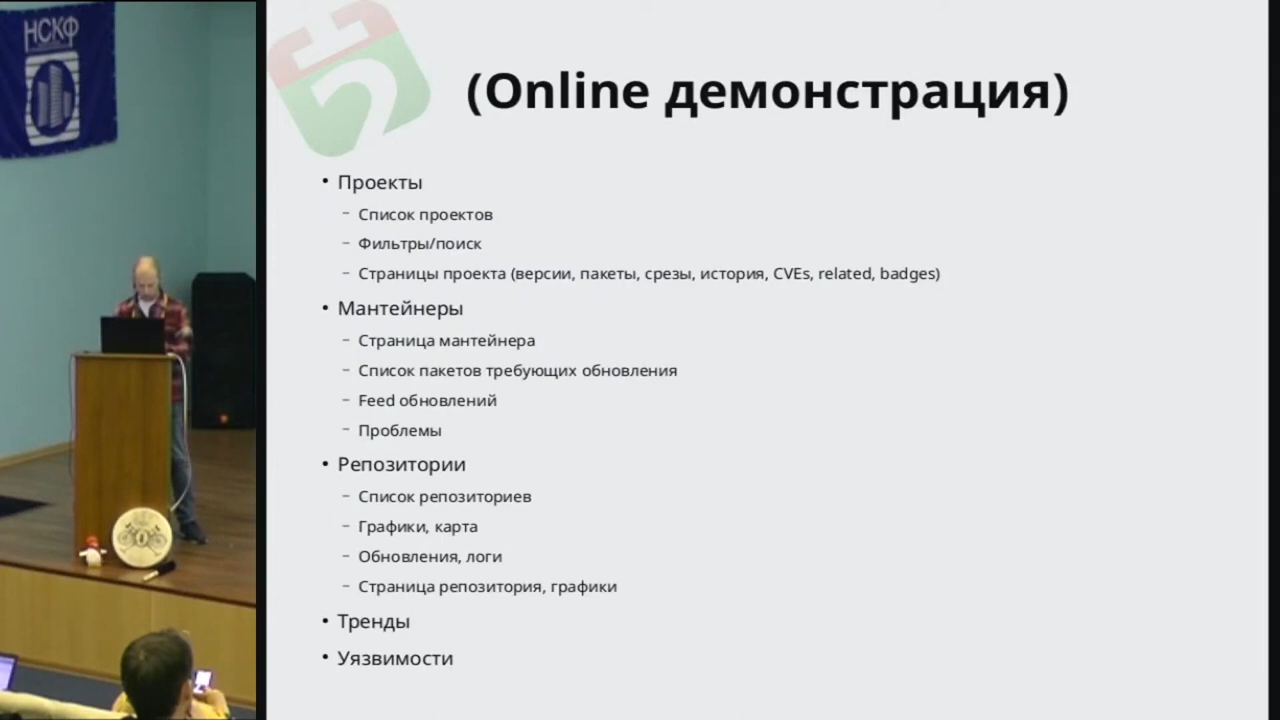 НСКФ
(Online демонстрация)
• Проекты
– Список проектов
– Фильтры/поиск
– Страницы проекта (версии, пакеты, срезы, история, CVEs, related, badges)
• Мантейнеры
– Страница мантейнера
– Список пакетов требующих обновления
– Feed обновлений
– Проблемы
• Репозитории
– Список репозиториев
– Графики, карта
– Обновления, логи
– Страница репозитория, графики
• Тренды
• Уязвимости